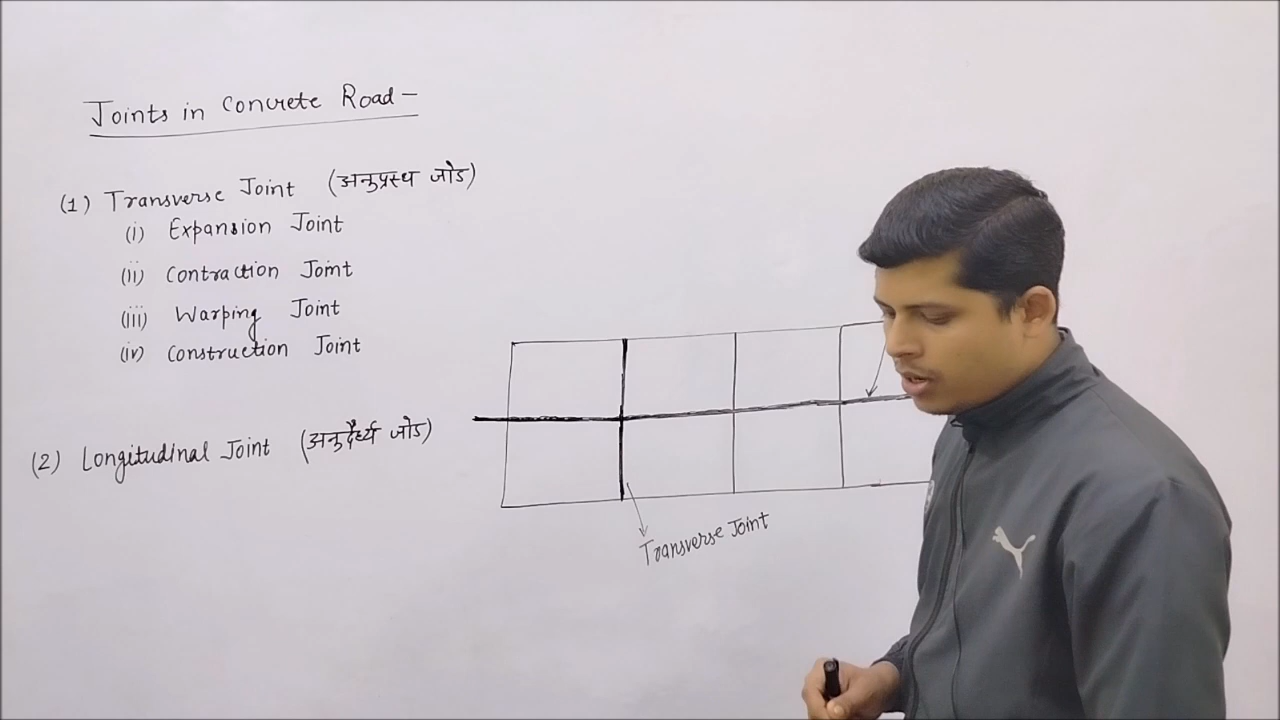 Joints in Concrete Road -
(1) Transverse Joint (अनुप्रस्थ जोड)
(i) Expansion Joint
(ii) Contraction Joint
(iii) Warping Joint
(iv) Construction Joint
(2) Longitudinal Joint (अनुदैर्ध्य जोड)
Transverse Joint